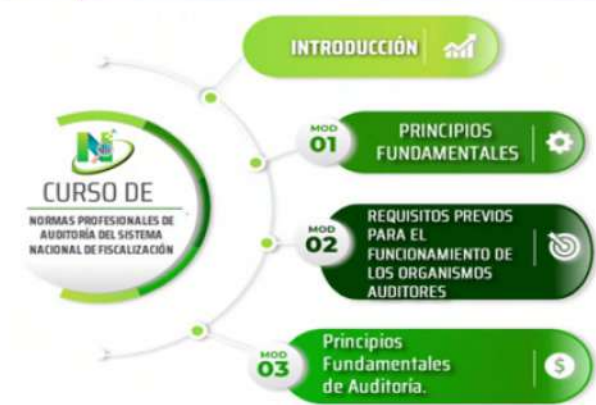 INTRODUCCIÓN
MOD
01
PRINCIPIOS
FUNDAMENTALES
CURSO DE
NORMAS PROFESIONALES DE
AUDITORÍA DEL SISTEMA
NACIONAL DE FISCALIZACIÓN
MOD
02
REQUISITOS PREVIOS
PARA EL
FUNCIONAMIENTO DE
LOS ORGANISMOS
AUDITORES
MOD
03
Principios
Fundamentales
de Auditoría.
$